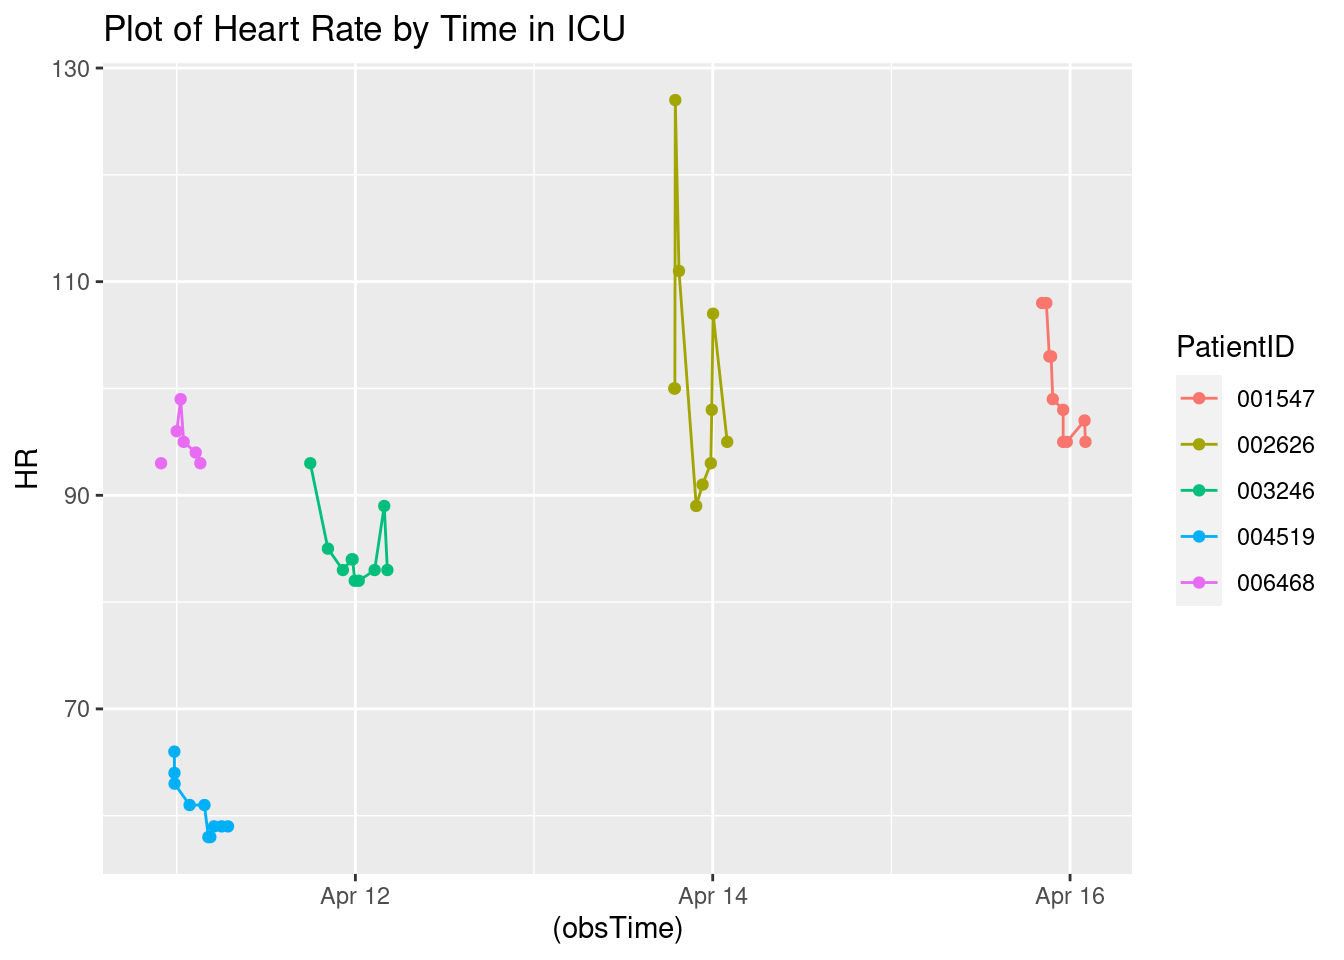 Plot of Heart Rate by Time in ICU
130
110
90
70
HR
Apr 12
Apr 14
Apr 16
(obsTime)
PatientID
001547
002626
003246
004519
006468